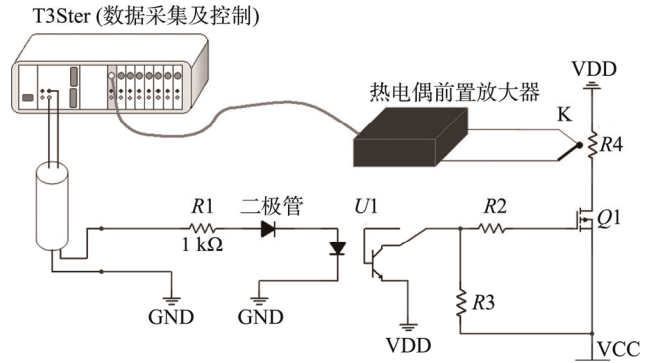 T3Ster (数据采集及控制)
热电偶前置放大器
VDD
K
R4
R1
二极管
U1
R2
Q1
1 kΩ
R3
GND
GND
VDD
VCC